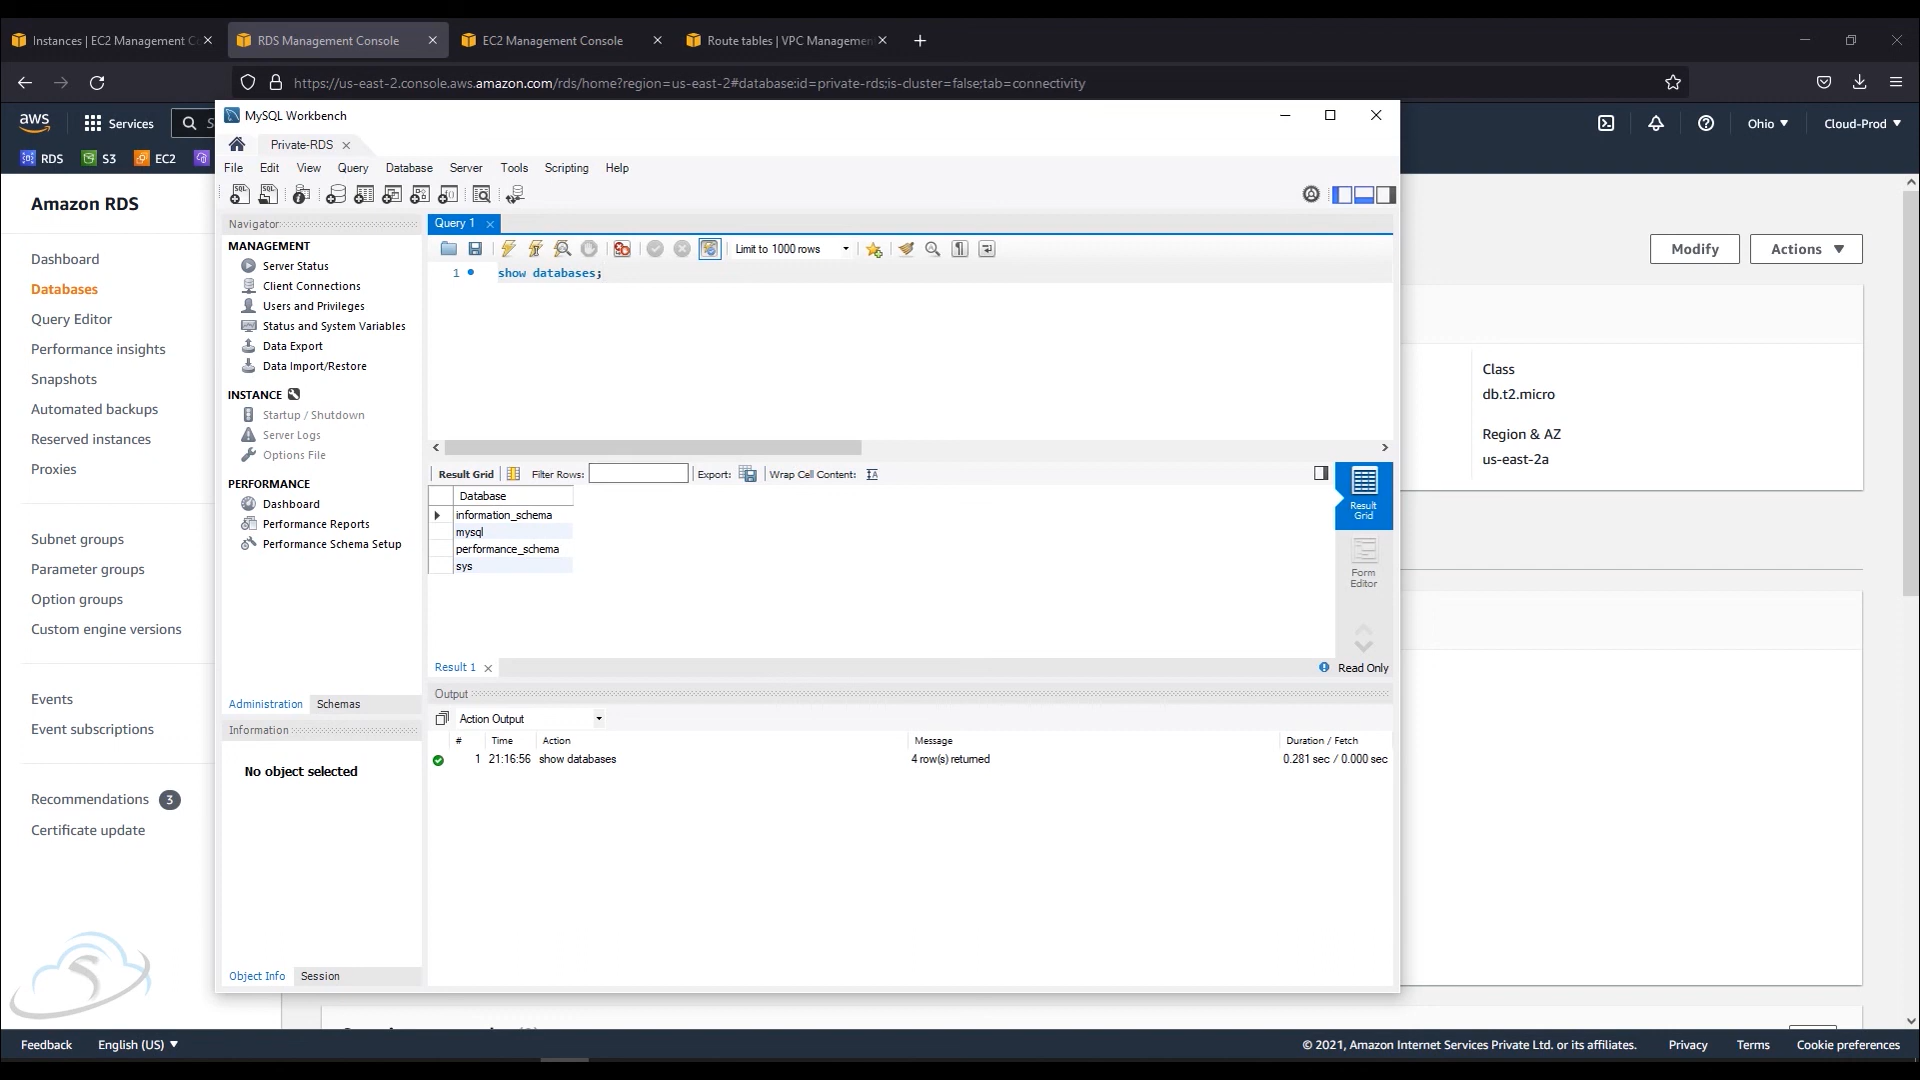 Instances | EC2 Management C
RDS Management Console
EC2 Management Console
Route tables | VPC Managemen
https://us-east-2.console.aws.amazon.com/rds/home?region=us-east-2#database:id=private-rds;is-cluster=false;tab=connectivity
aws
Services
S
Ohio
Cloud-Prod
RDS
S3
EC2
MySQL Workbench
Private-RDS
File
Edit
View
Query
Database
Server
Tools
Scripting
Help
Amazon RDS
Dashboard
Databases
Query Editor
Performance insights
Snapshots
Automated backups
Reserved instances
Proxies
Subnet groups
Parameter groups
Option groups
Custom engine versions
Events
Event subscriptions
Recommendations 3
Certificate update
Navigator
MANAGEMENT
Server Status
Client Connections
Users and Privileges
Status and System Variables
Data Export
Data Import/Restore
INSTANCE
Startup / Shutdown
Server Logs
Options File
PERFORMANCE
Dashboard
Performance Reports
Performance Schema Setup
Administration
Schemas
Information
No object selected
Object Info
Session
Query 1
Limit to 1000 rows
1 show databases;
Result Grid
Filter Rows:
Export:
Wrap Cell Content:
Database
information_schema
mysql
performance_schema
sys
Result Grid
Form Editor
Result 1
Read Only
Output
Action Output
# Time Action Message Duration / Fetch
1 21:16:56 show databases 4 row(s) returned 0.281 sec / 0.000 sec
Modify
Actions
Class
db.t2.micro
Region & AZ
us-east-2a
Feedback
English (US)
© 2021, Amazon Internet Services Private Ltd. or its affiliates.
Privacy
Terms
Cookie preferences